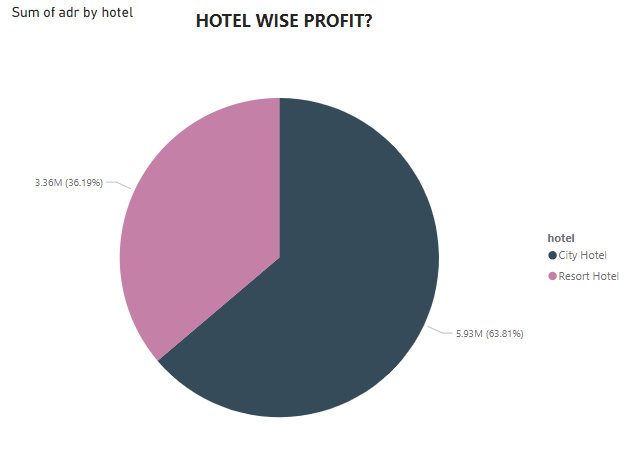 Sum of adr by hotel
HOTEL WISE PROFIT?
3.36M (36.19%)
hotel
City Hotel
Resort Hotel
5.93M (63.81%)